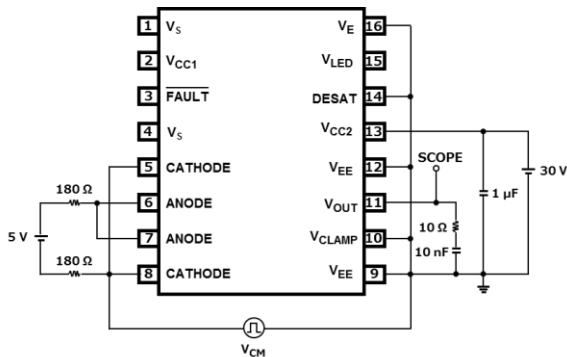 1 VS
2 VCC1
3 FAULT
4 VS
5 CATHODE
6 ANODE
7 ANODE
8 CATHODE
VE 16
VLED 15
DESAT 14
VCC2 13
VEE 12
VOUT 11
VCLAMP 10
VEE 9
180 Ω
5 V
180 Ω
SCOPE
10 Ω
10 nF
1 µF
30 V
VCM